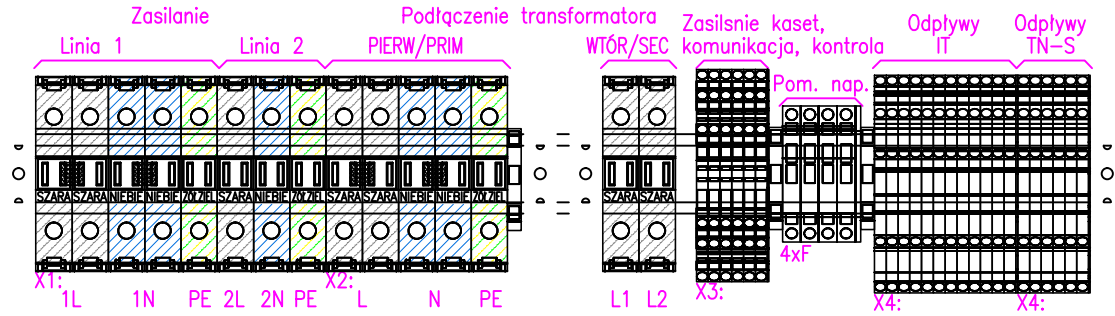 Zasilanie
Podłączenie transformatora
Zasilsnie kaset,
komunikacja, kontrola
Odpływy
IT
Odpływy
TN-S
Linia 1
Linia 2
PIERW/PRIM
WTÓR/SEC
Pom. nap.
SZARA SZARA NIEBIE NIEBIE ŻÓŁZIEL SZARA NIEBIE ŻÓŁZIEL SZARA SZARA NIEBIE NIEBIE ŻÓŁZIEL SZARA SZARA
4xF
X1: X2: X3: X4: X4:
1L 1N PE 2L 2N PE L N PE L1 L2